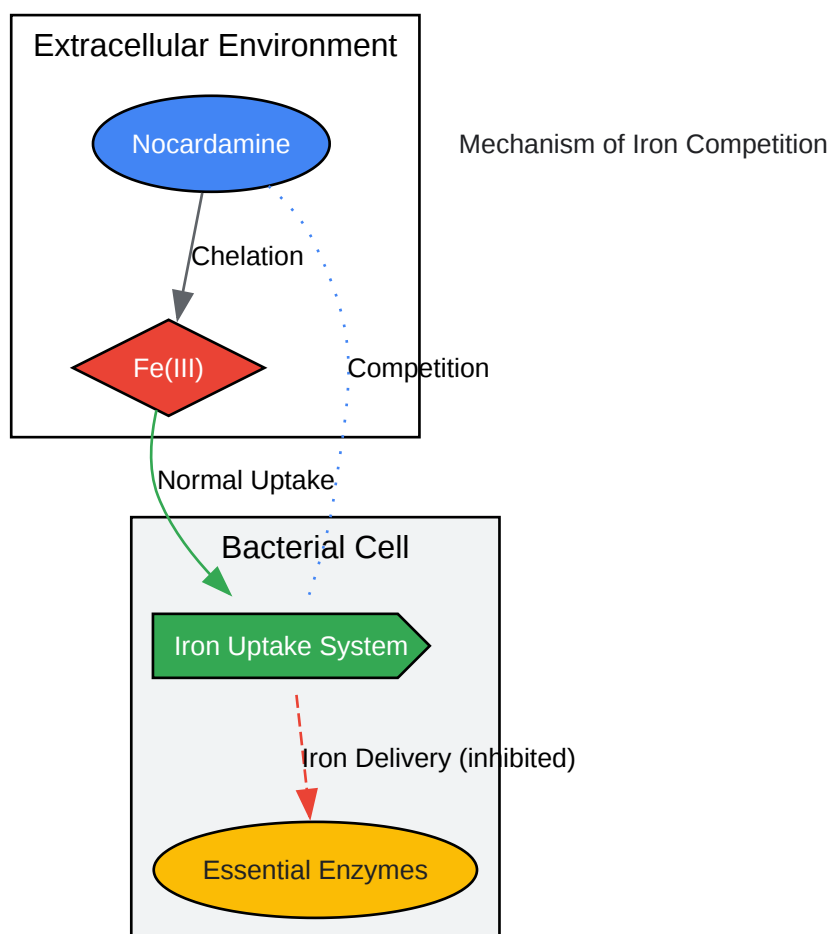 Extracellular Environment
Nocardamine
Mechanism of Iron Competition
Chelation
Fe(III)
Competition
Normal Uptake
Bacterial Cell
Iron Uptake System
Iron Delivery (inhibited)
Essential Enzymes